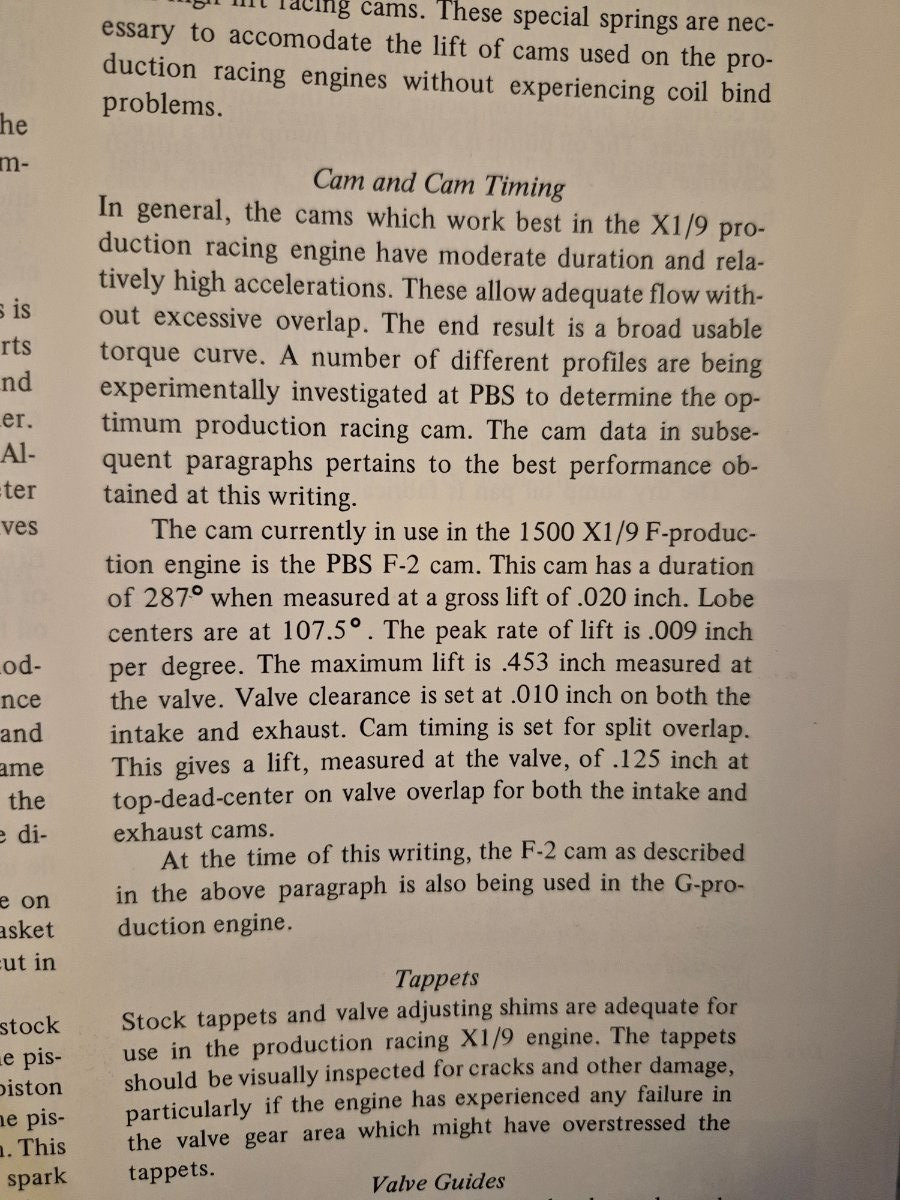 he
m-
s is
rts
nd
er.
Al-
ter
ves
od-
nce
and
ame
the
e di-
e on
asket
cut in
stock
e pis-
piston
e pis-
. This
spark
lift racing cams. These special springs are nec-
essary to accomodate the lift of cams used on the pro-
duction racing engines without experiencing coil bind
problems.
Cam and Cam Timing
In general, the cams which work best in the X1/9 pro-
duction racing engine have moderate duration and rela-
tively high accelerations. These allow adequate flow with-
out excessive overlap. The end result is a broad usable
torque curve. A number of different profiles are being
experimentally investigated at PBS to determine the op-
timum production racing cam. The cam data in subse-
quent paragraphs pertains to the best performance ob-
tained at this writing.
The cam currently in use in the 1500 X1/9 F-produc-
tion engine is the PBS F-2 cam. This cam has a duration
of 287° when measured at a gross lift of .020 inch. Lobe
centers are at 107.5°. The peak rate of lift is .009 inch
per degree. The maximum lift is .453 inch measured at
the valve. Valve clearance is set at .010 inch on both the
intake and exhaust. Cam timing is set for split overlap.
This gives a lift, measured at the valve, of .125 inch at
top-dead-center on valve overlap for both the intake and
exhaust cams.
At the time of this writing, the F-2 cam as described
in the above paragraph is also being used in the G-pro-
duction engine.
Tappets
Stock tappets and valve adjusting shims are adequate for
use in the production racing X1/9 engine. The tappets
should be visually inspected for cracks and other damage,
particularly if the engine has experienced any failure in
the valve gear area which might have overstressed the
tappets.
Valve Guides